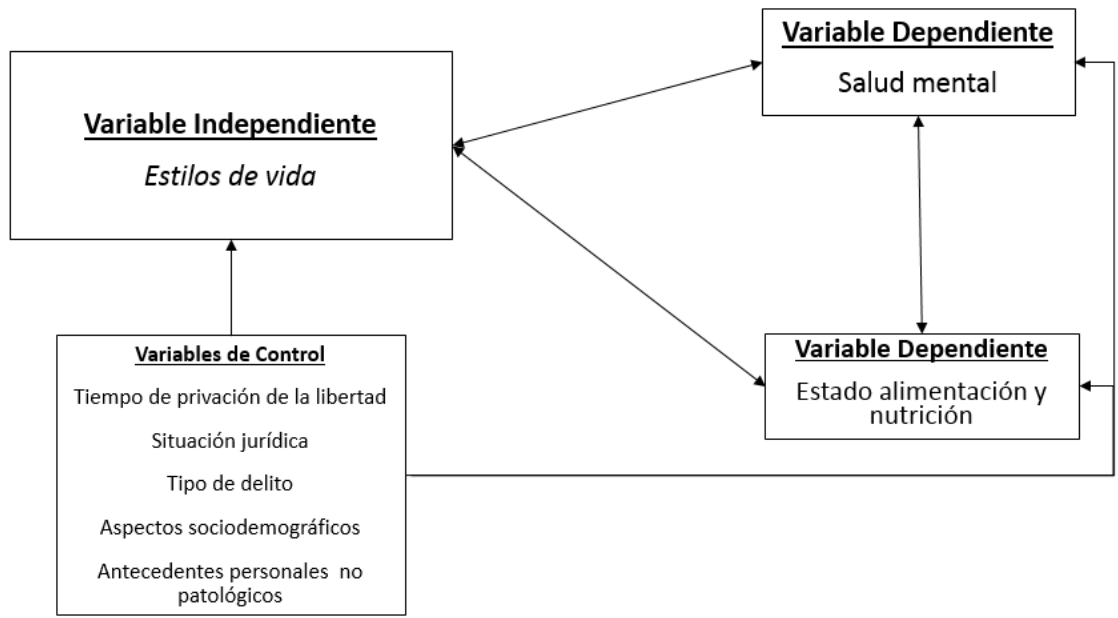 Variable Independiente
Estilos de vida
Variable Dependiente
Salud mental
Variable Dependiente
Estado alimentación y
nutrición
Variables de Control
Tiempo de privación de la libertad
Situación jurídica
Tipo de delito
Aspectos sociodemográficos
Antecedentes personales no
patológicos